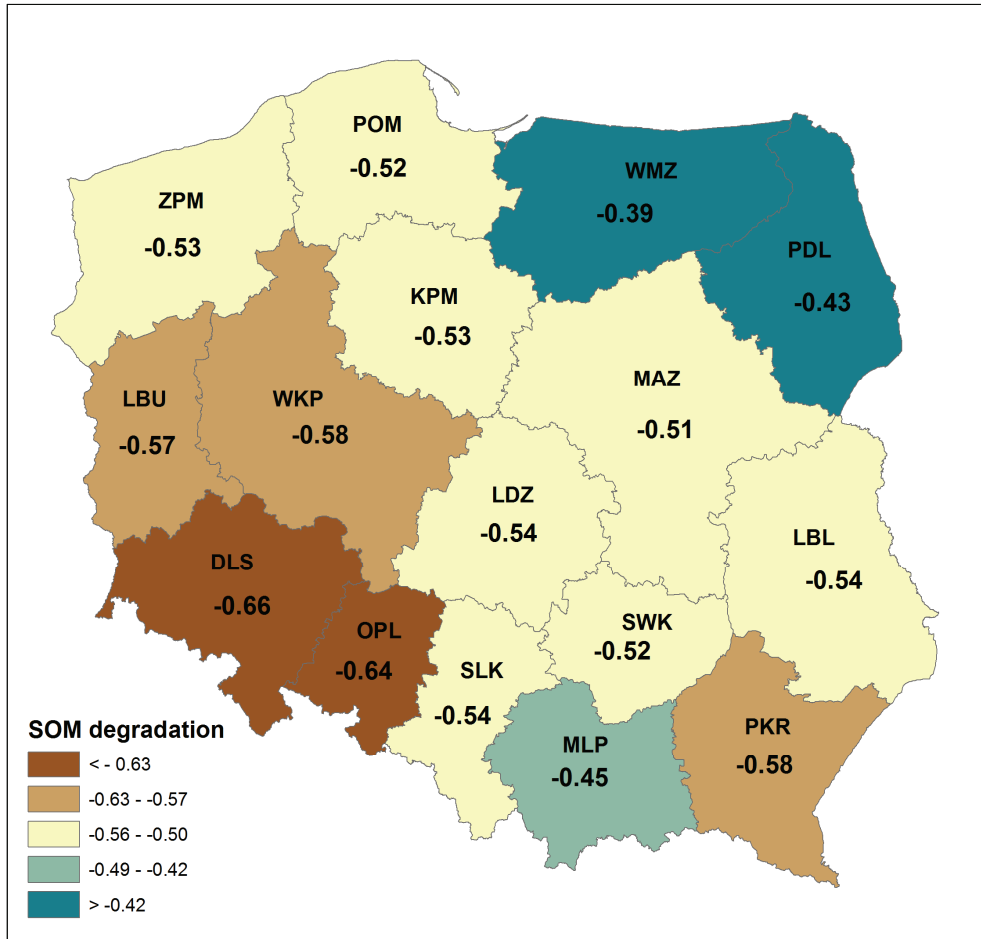 POM
-0.52
WMZ
-0.39
ZPM
-0.53
PDL
-0.43
KPM
-0.53
MAZ
-0.51
LBU
-0.57
WKP
-0.58
LDZ
-0.54
LBL
-0.54
DLS
-0.66
OPL
-0.64
SWK
-0.52
SLK
-0.54
MLP
-0.45
PKR
-0.58
SOM degradation
< - 0.63
-0.63 - -0.57
-0.56 - -0.50
-0.49 - -0.42
> -0.42